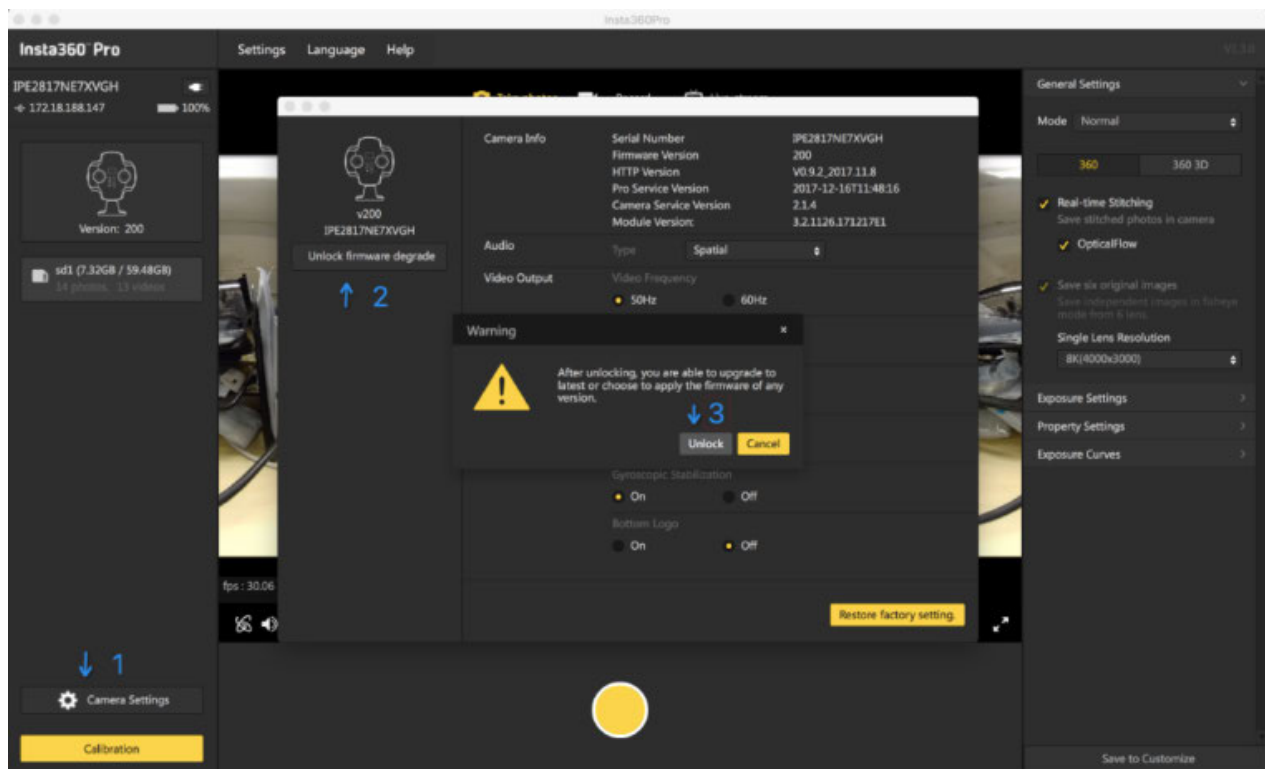 Insta360Pro
Insta360 Pro
Settings Language Help
V1.3.8
IPE2817NE7XVGH
172.18.188.147 100%
Version: 200
sd1 (7.32GB / 59.48GB)
14 photos, 13 videos
1
Camera Settings
Calibration
Take photos Record Live stream
v200
IPE2817NE7XVGH
Unlock firmware degrade
2
Camera Info
Serial Number IPE2817NE7XVGH
Firmware Version 200
HTTP Version V0.9.2_2017.11.8
Pro Service Version 2017-12-16T11:48:16
Camera Service Version 2.1.4
Module Version: 3.2.1126.171217E1
Audio
Type Spatial
Video Output
Video Frequency
50Hz 60Hz
Warning ×
After unlocking, you are able to upgrade to
latest or choose to apply the firmware of any
version.
3
Unlock Cancel
Gyroscopic Stabilization
On Off
Bottom Logo
On Off
Restore factory setting.
fps : 30.06
General Settings
Mode Normal
360 360 3D
Real-time Stitching
Save stitched photos in camera
OpticalFlow
Save six original images
Save independent images in fisheye
mode from 6 lens.
Single Lens Resolution
8K(4000x3000)
Exposure Settings
Property Settings
Exposure Curves
Save to Customize